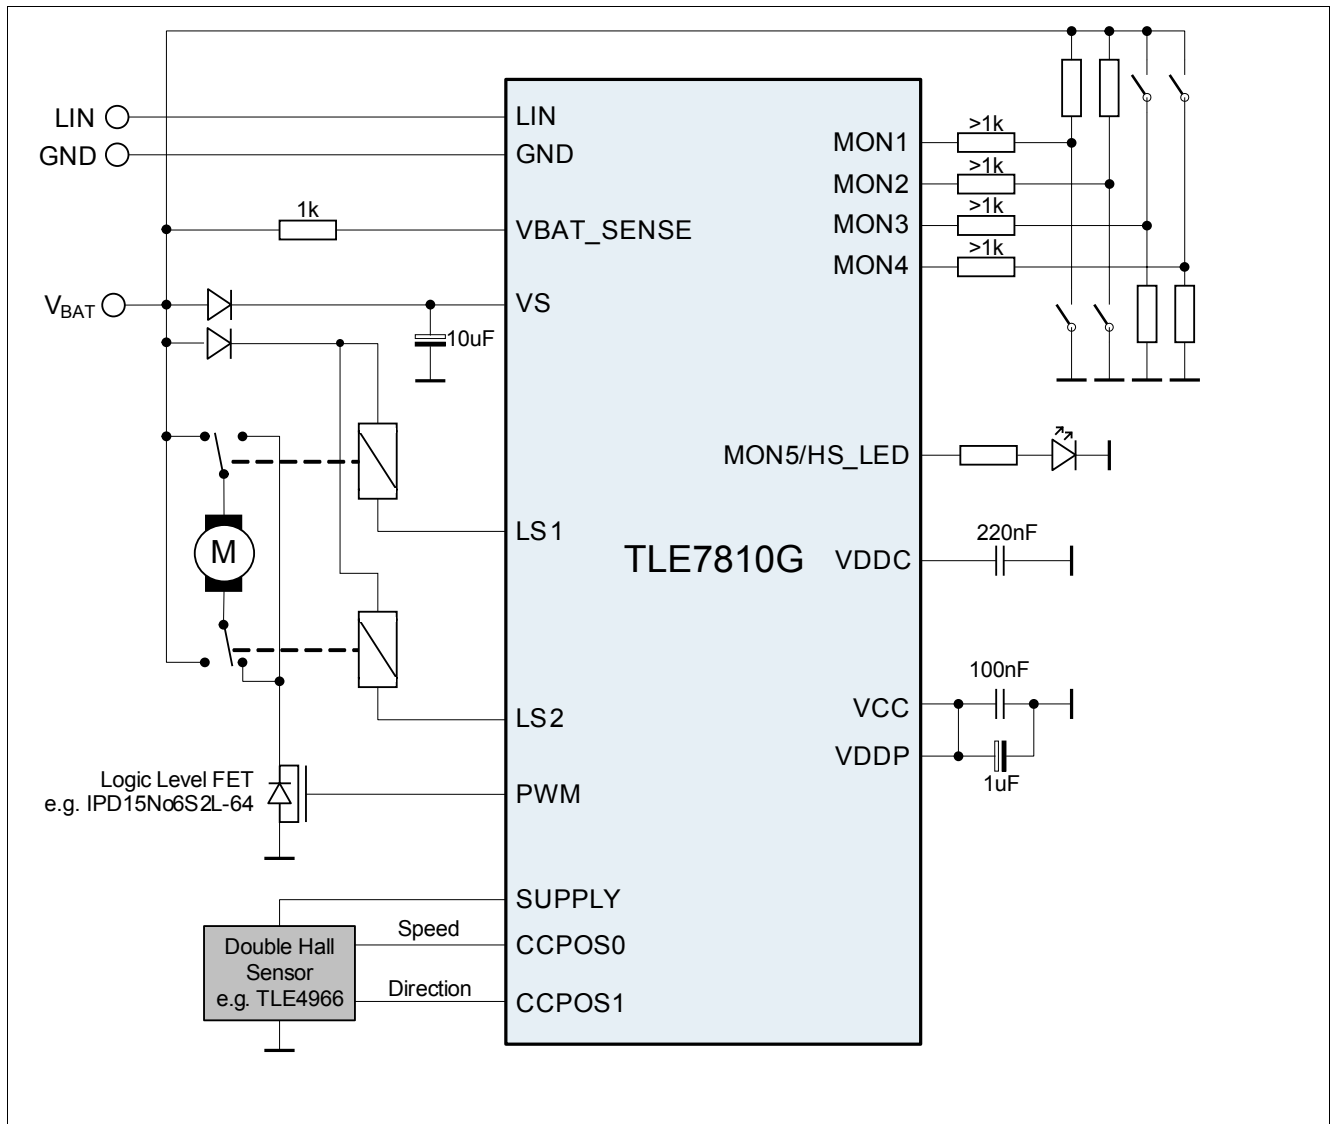 LIN
GND
1k
V_BAT
10uF
M
Logic Level FET
e.g. IPD15No6S2L-64
Double Hall
Sensor
e.g. TLE4966
Speed
Direction
LIN
GND
VBAT_SENSE
VS
LS1
LS2
PWM
SUPPLY
CCPOS0
CCPOS1
TLE7810G
MON1
MON2
MON3
MON4
MON5/HS_LED
VDDC
VCC
VDDP
>1k
>1k
>1k
>1k
220nF
100nF
1uF